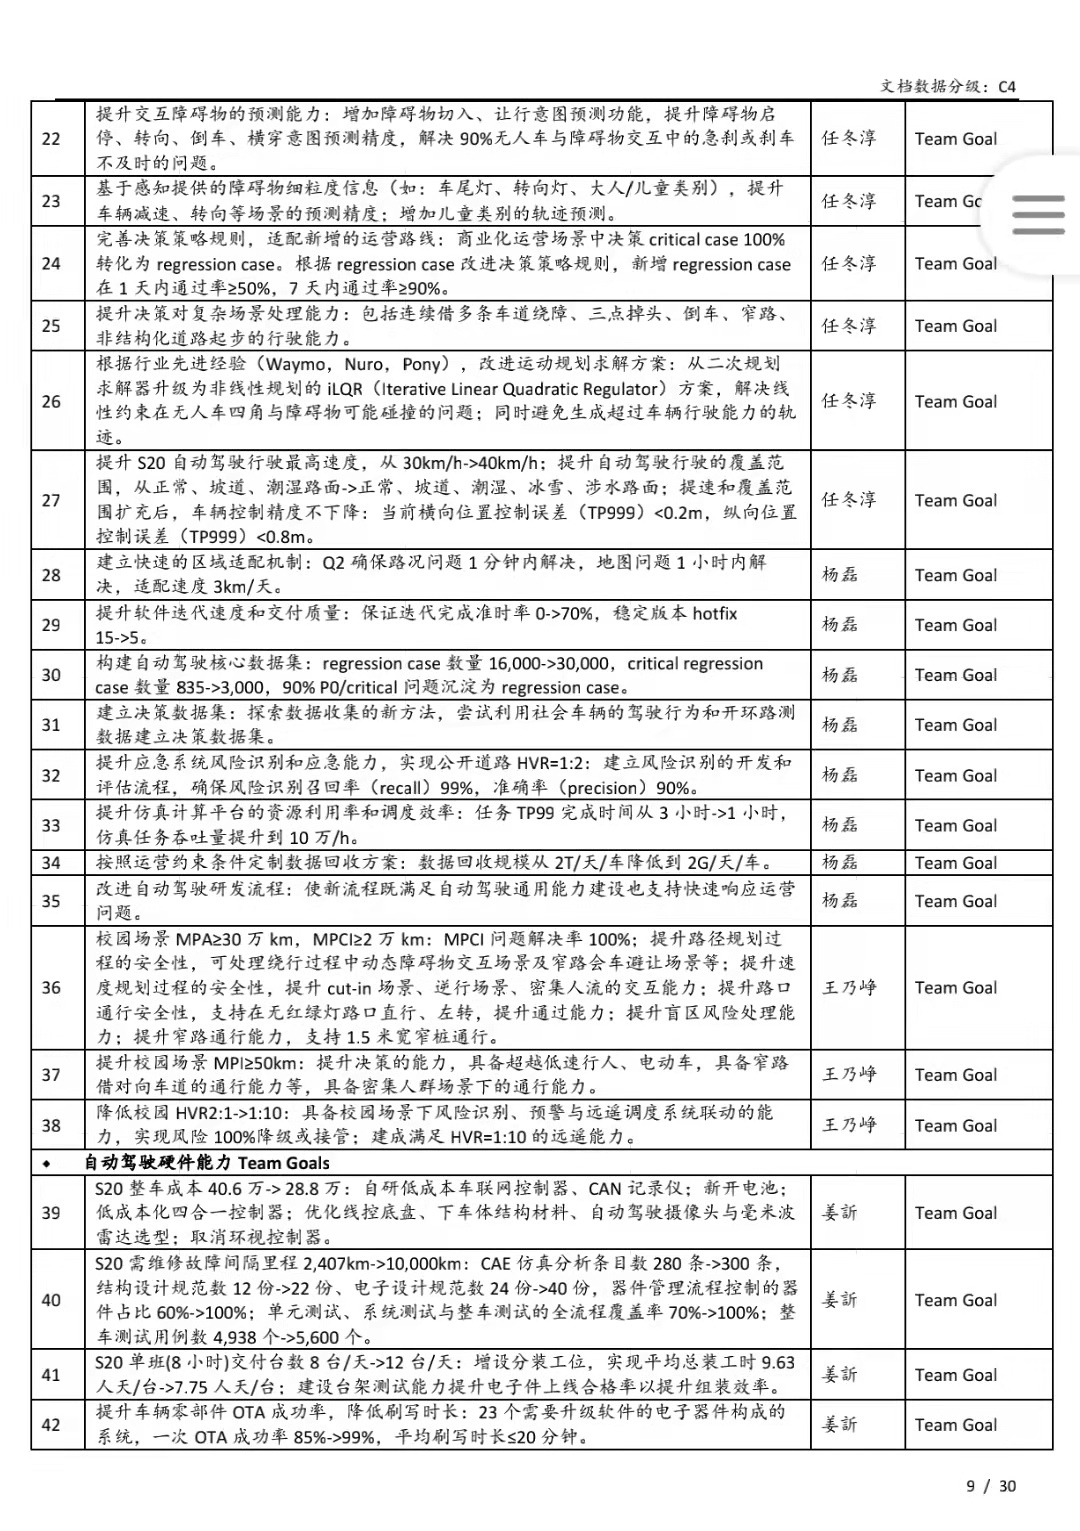 文档数据分级：C4
22
提升交互障碍物的预测能力：增加障碍物切入、让行意图预测功能，提升障碍物启
停、转向、倒车、横穿意图预测精度，解决 90%无人车与障碍物交互中的急刹或刹车
不及时的问题。
任冬淳
Team Goal
23
基于感知提供的障碍物细粒度信息（如：车尾灯、转向灯、大人/儿童类别），提升
车辆减速、转向等场景的预测精度；增加儿童类别的轨迹预测。
任冬淳
Team Go
24
完善决策策略规则，适配新增的运营路线：商业化运营场景中决策 critical case 100%
转化为 regression case。根据 regression case 改进决策策略规则，新增 regression case
在 1 天内通过率≥50%，7 天内通过率≥90%。
任冬淳
Team Goal
25
提升决策对复杂场景处理能力：包括连续借多条车道绕障、三点掉头、倒车、窄路、
非结构化道路起步的行驶能力。
任冬淳
Team Goal
26
根据行业先进经验（Waymo，Nuro，Pony），改进运动规划求解方案：从二次规划
求解器升级为非线性规划的 iLQR（Iterative Linear Quadratic Regulator）方案，解决线
性约束在无人车四角与障碍物可能碰撞的问题；同时避免生成超过车辆行驶能力的轨
迹。
任冬淳
Team Goal
27
提升 S20 自动驾驶行驶最高速度，从 30km/h->40km/h；提升自动驾驶行驶的覆盖范
围，从正常、坡道、潮湿路面->正常、坡道、潮湿、冰雪、涉水路面；提速和覆盖范
围扩充后，车辆控制精度不下降：当前横向位置控制误差（TP999）<0.2m，纵向位置
控制误差（TP999）<0.8m。
任冬淳
Team Goal
28
建立快速的区域适配机制：Q2 确保路况问题 1 分钟内解决，地图问题 1 小时内解
决，适配速度 3km/天。
杨磊
Team Goal
29
提升软件迭代速度和交付质量：保证迭代完成准时率 0->70%，稳定版本 hotfix
15->5。
杨磊
Team Goal
30
构建自动驾驶核心数据集：regression case 数量 16,000->30,000，critical regression
case 数量 835->3,000，90% P0/critical 问题沉淀为 regression case。
杨磊
Team Goal
31
建立决策数据集：探索数据收集的新方法，尝试利用社会车辆的驾驶行为和开环路测
数据建立决策数据集。
杨磊
Team Goal
32
提升应急系统风险识别和应急能力，实现公开道路 HVR=1:2：建立风险识别的开发和
评估流程，确保风险识别召回率（recall）99%，准确率（precision）90%。
杨磊
Team Goal
33
提升仿真计算平台的资源利用率和调度效率：任务 TP99 完成时间从 3 小时->1 小时，
仿真任务吞吐量提升到 10 万/h。
杨磊
Team Goal
34
按照运营约束条件定制数据回收方案：数据回收规模从 2T/天/车降低到 2G/天/车。
杨磊
Team Goal
35
改进自动驾驶研发流程：使新流程既满足自动驾驶通用能力建设也支持快速响应运营
问题。
杨磊
Team Goal
36
校园场景 MPA≥30 万 km，MPCI≥2 万 km：MPCI 问题解决率 100%；提升路径规划过
程的安全性，可处理绕行过程中动态障碍物交互场景及窄路会车避让场景等；提升速
度规划过程的安全性，提升 cut-in 场景、逆行场景、密集人流的交互能力；提升路口
通行安全性，支持在无红绿灯路口直行、左转，提升通过能力；提升盲区风险处理能
力；提升窄路通行能力，支持 1.5 米宽窄桩通行。
王乃峥
Team Goal
37
提升校园场景 MPI≥50km：提升决策的能力，具备超越低速行人、电动车，具备窄路
借对向车道的通行能力等，具备密集人群场景下的通行能力。
王乃峥
Team Goal
38
降低校园 HVR2:1->1:10：具备校园场景下风险识别、预警与远遥调度系统联动的能
力，实现风险 100%降级或接管；建成满足 HVR=1:10 的远遥能力。
王乃峥
Team Goal
◆ 自动驾驶硬件能力 Team Goals
39
S20 整车成本 40.6 万-> 28.8 万：自研低成本车联网控制器、CAN 记录仪；新开电池；
低成本化四合一控制器；优化线控底盘、下车体结构材料、自动驾驶摄像头与毫米波
雷达选型；取消环视控制器。
姜訢
Team Goal
40
S20 需维修故障间隔里程 2,407km->10,000km：CAE 仿真分析条目数 280 条->300 条，
结构设计规范数 12 份->22 份、电子设计规范数 24 份->40 份，器件管理流程控制的器
件占比 60%->100%；单元测试、系统测试与整车测试的全流程覆盖率 70%->100%；整
车测试用例数 4,938 个->5,600 个。
姜訢
Team Goal
41
S20 单班(8 小时)交付台数 8 台/天->12 台/天：增设分装工位，实现平均总装工时 9.63
人天/台->7.75 人天/台；建设台架测试能力提升电子件上线合格率以提升组装效率。
姜訢
Team Goal
42
提升车辆零部件 OTA 成功率，降低刷写时长：23 个需要升级软件的电子器件构成的
系统，一次 OTA 成功率 85%->99%，平均刷写时长≤20 分钟。
姜訢
Team Goal
9 / 30